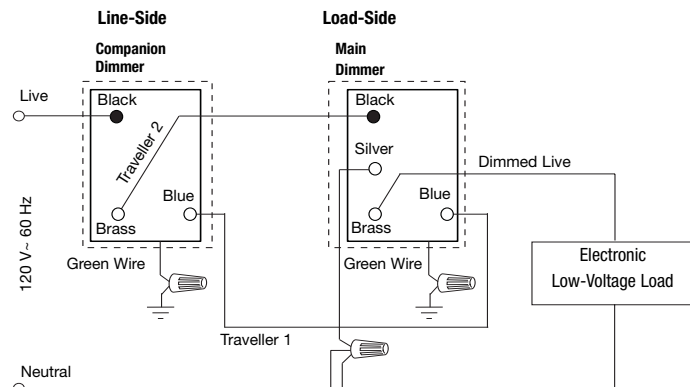 Line-Side
Load-Side
Companion
Dimmer
Main
Dimmer
Live
Black
Black
Traveller 2
Silver
Dimmed Live
Blue
Blue
Brass
Brass
120 V~ 60 Hz
Green Wire
Green Wire
Electronic
Low-Voltage Load
Traveller 1
Neutral